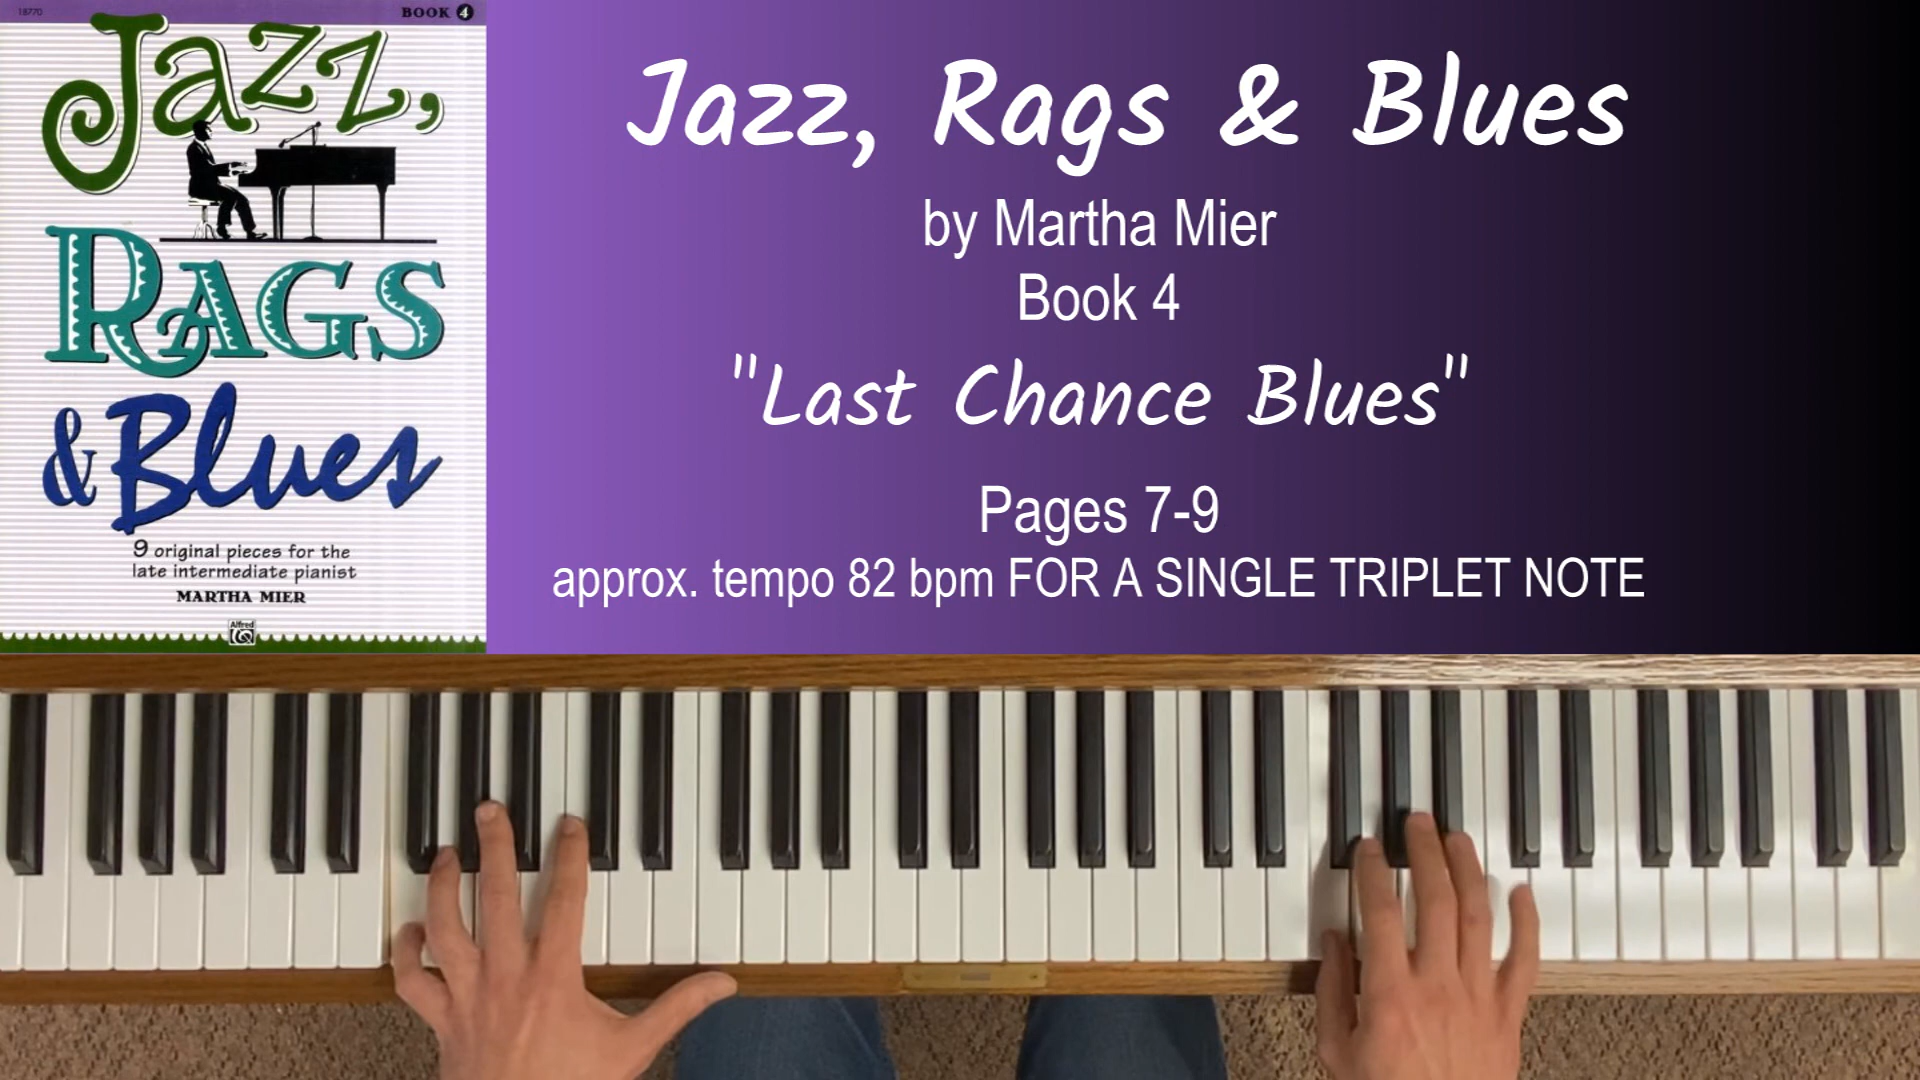 18770
BOOK 4
Jazz,
RAGS
& Blues
9 original pieces for the
late intermediate pianist
MARTHA MIER
Alfred
Jazz, Rags & Blues
by Martha Mier
Book 4
"Last Chance Blues"
Pages 7-9
approx. tempo 82 bpm FOR A SINGLE TRIPLET NOTE